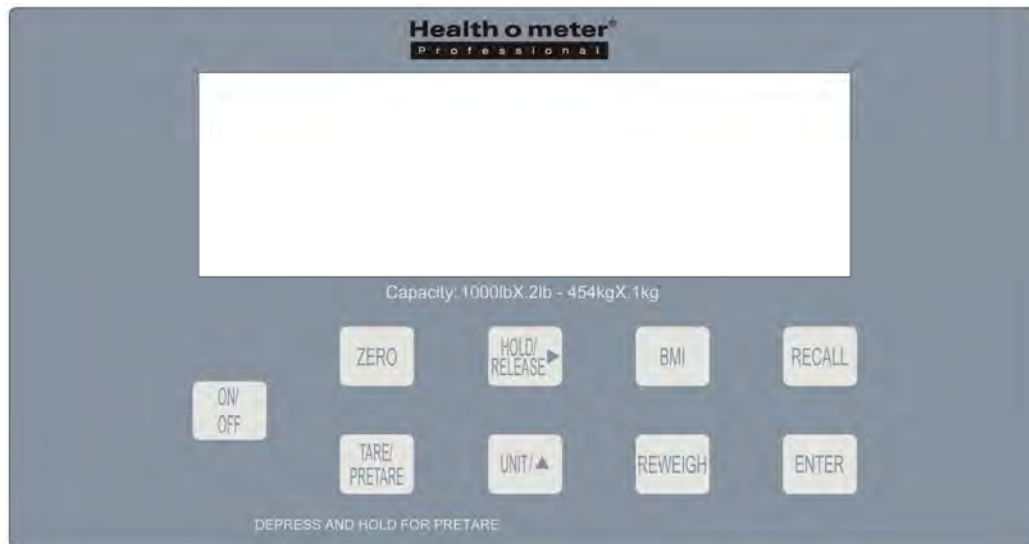 Health o meter®
Professional
Capacity: 1000lbX.2lb - 454kgX.1kg
ZERO
HOLD/
RELEASE ▶
BMI
RECALL
ON/
OFF
TARE/
PRETARE
UNIT/▲
REWEIGH
ENTER
DEPRESS AND HOLD FOR PRETARE